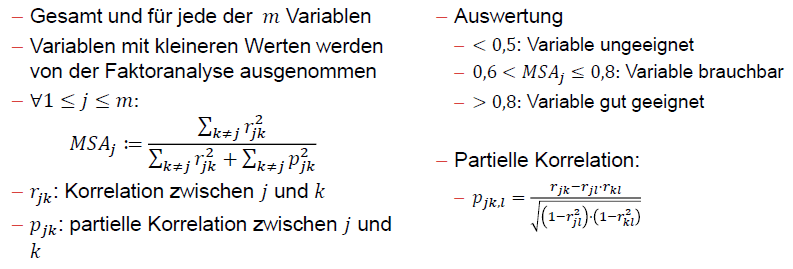 – Gesamt und für jede der m Variablen
– Variablen mit kleineren Werten werden
von der Faktoranalyse ausgenommen
– ∀1 ≤ j ≤ m:
MSA_j ≔ (∑_{k≠j} r_{jk}^2) / (∑_{k≠j} r_{jk}^2 + ∑_{k≠j} p_{jk}^2)
– r_{jk}: Korrelation zwischen j und k
– p_{jk}: partielle Korrelation zwischen j und
k
– Auswertung
– < 0,5: Variable ungeeignet
– 0,6 < MSA_j ≤ 0,8: Variable brauchbar
– > 0,8: Variable gut geeignet
– Partielle Korrelation:
– p_{jk,l} = (r_{jk}−r_{jl}·r_{kl}) / √((1−r_{jl}^2)·(1−r_{kl}^2))